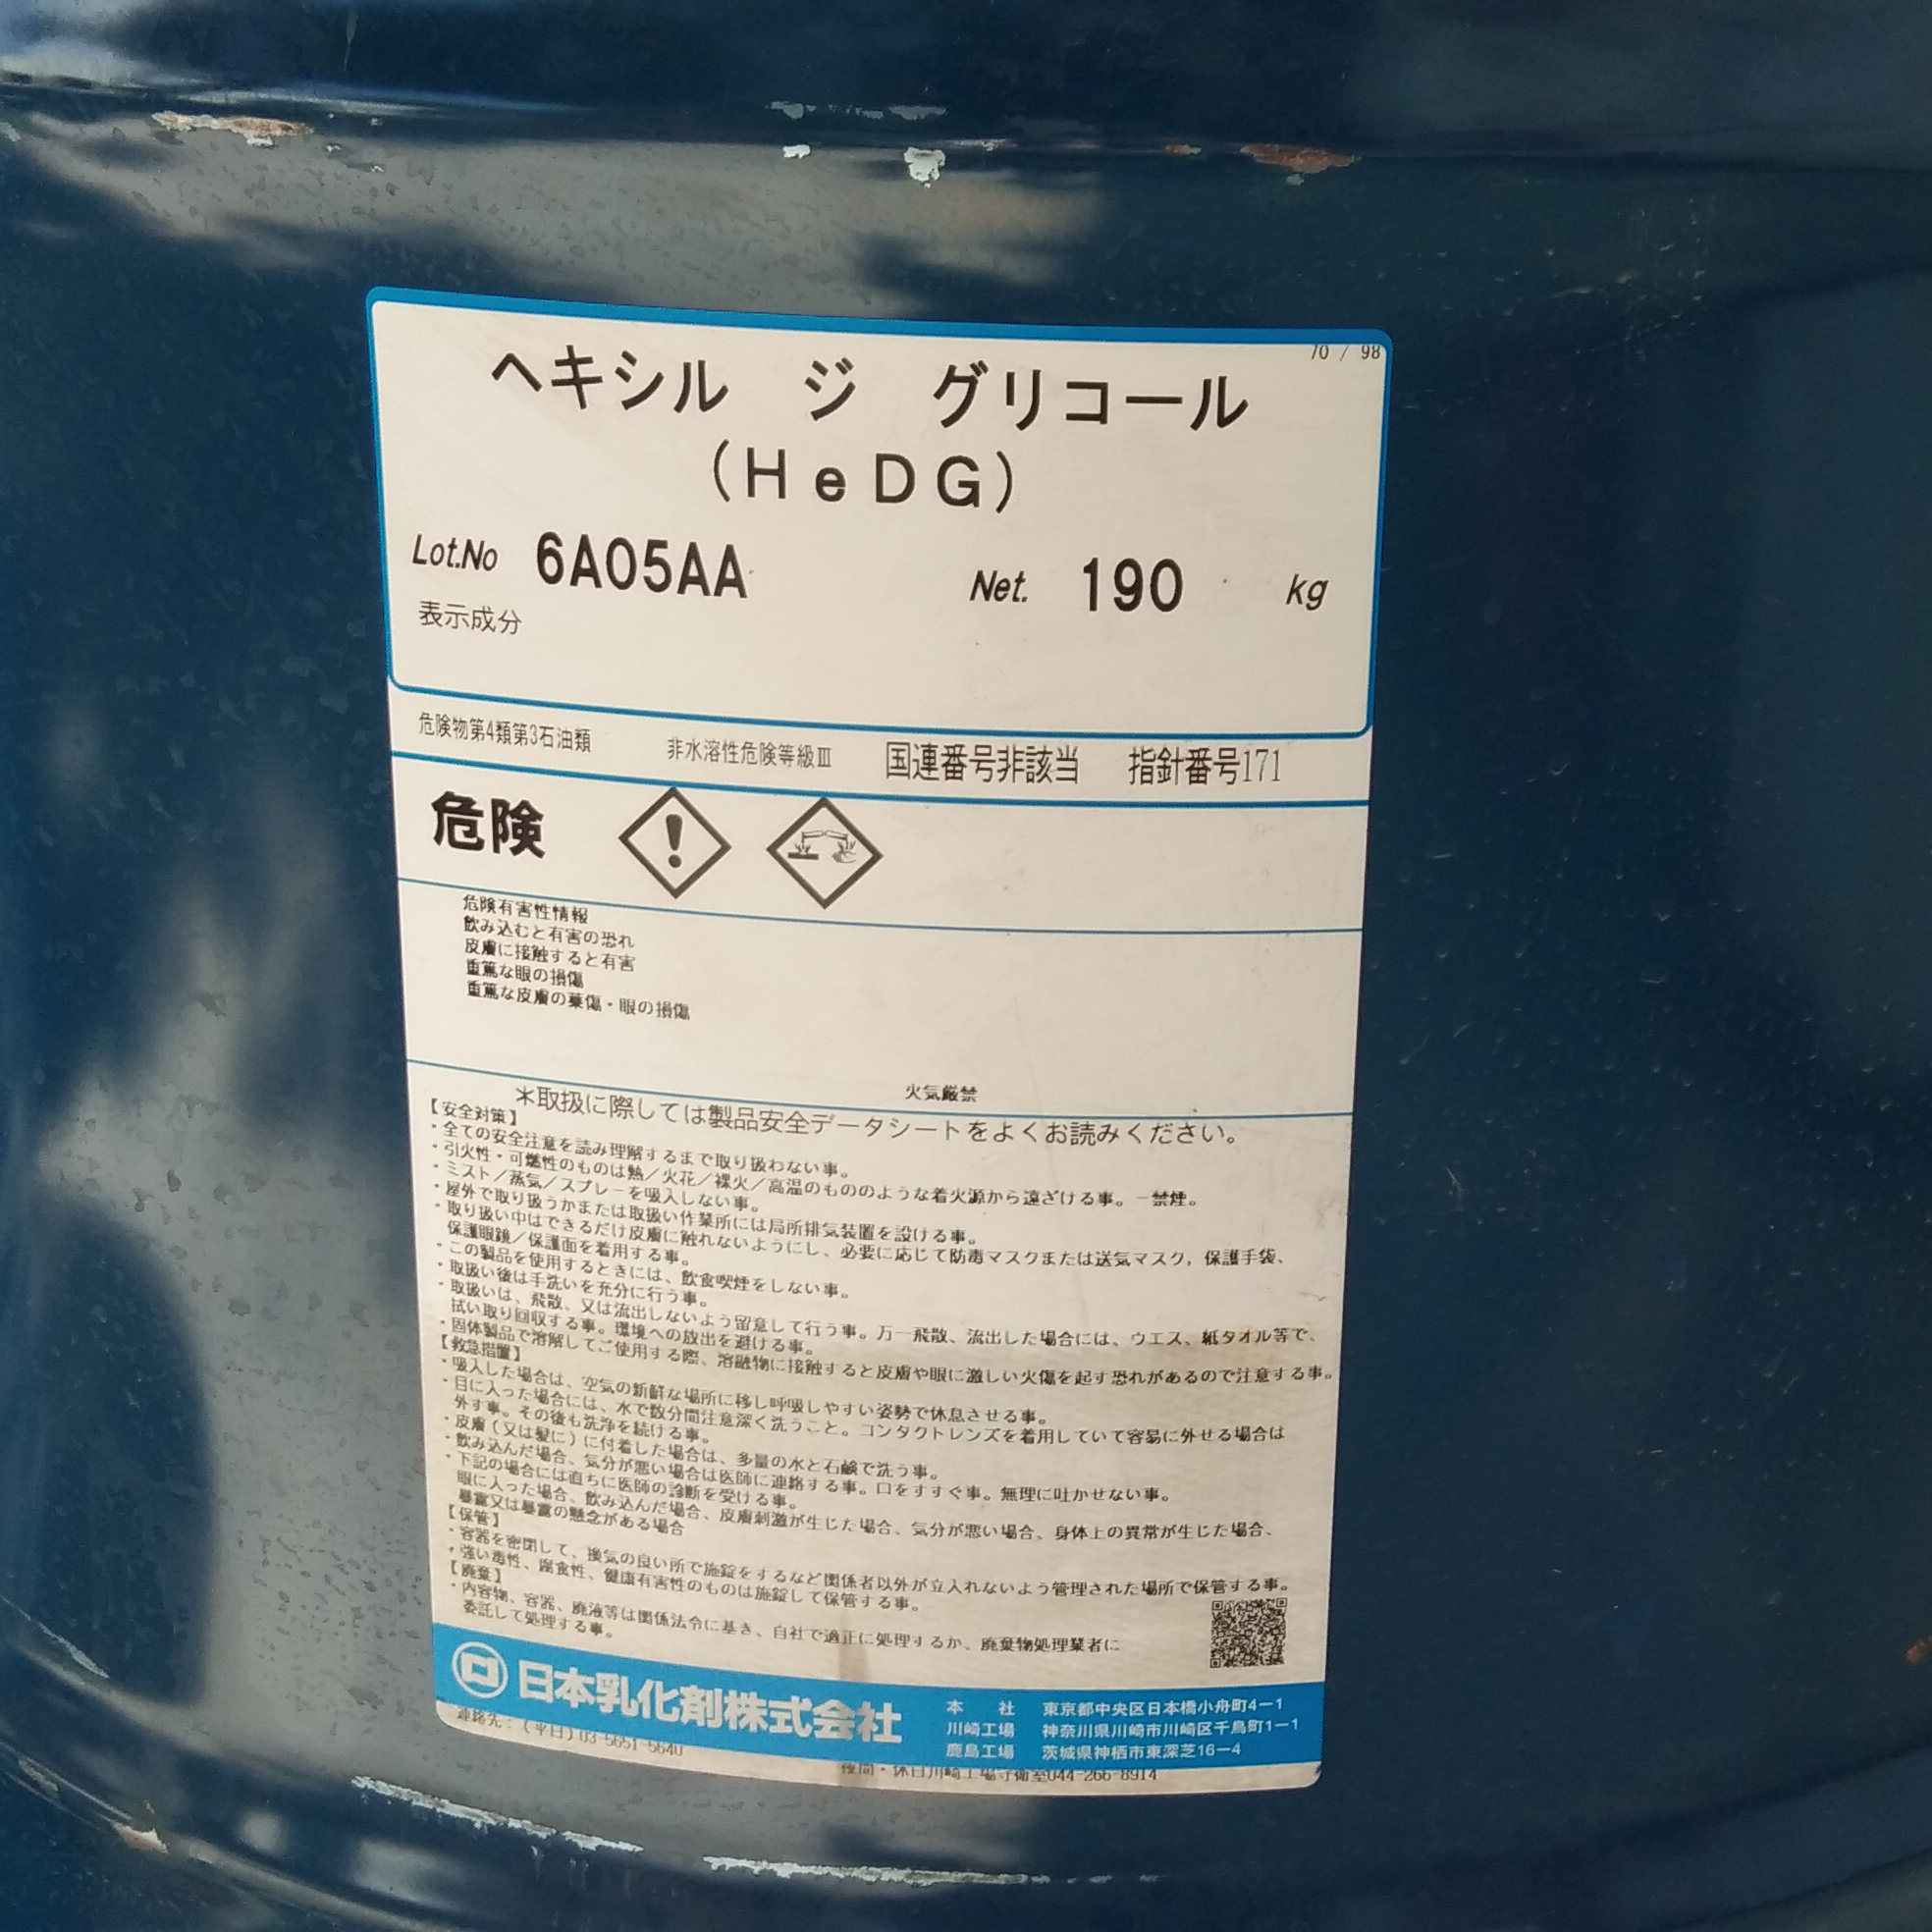 70 / 98
ヘキシル ジ グリコール
(HeDG)
Lot.No 6A05AA Net. 190 kg
表示成分
危険物第4類第3石油類 非水溶性危険等級Ⅲ 国連番号非該当 指針番号171
危険
危険有害性情報
飲み込むと有害の恐れ
皮膚に接触すると有害
重篤な眼の損傷
重篤な皮膚の薬傷・眼の損傷
火気厳禁
*取扱に際しては製品安全データシートをよくお読みください。
【安全対策】
・全ての安全注意を読み理解するまで取り扱わない事。
・引火性・可燃性のものは熱/火花/裸火/高温のもののような着火源から遠ざける事。－禁煙。
・ミスト/蒸気/スプレーを吸入しない事。
・屋外で取り扱うかまたは取扱い作業所には局所排気装置を設ける事。
・取り扱い中はできるだけ皮膚に触れないようにし、必要に応じて防毒マスクまたは送気マスク,保護手袋、
保護眼鏡/保護面を着用する事。
・この製品を使用するときには、飲食喫煙をしない事。
・取扱い後は手洗いを充分に行う事。
・取扱いは、飛散、又は流出しないよう留意して行う事。万一飛散、流出した場合には、ウエス、紙タオル等で、
拭い取り回収する事。環境への放出を避ける事。
・固体製品で溶解してご使用する際、溶融物に接触すると皮膚や眼に激しい火傷を起す恐れがあるので注意する事。
【救急措置】
・吸入した場合は、空気の新鮮な場所に移し呼吸しやすい姿勢で休息させる事。
・目に入った場合には、水で数分間注意深く洗うこと。コンタクトレンズを着用していて容易に外せる場合は
外す事。その後も洗浄を続ける事。
・皮膚(又は髪に)に付着した場合は、多量の水と石鹸で洗う事。
・飲み込んだ場合、気分が悪い場合は医師に連絡する事。口をすすぐ事。無理に吐かせない事。
・下記の場合には直ちに医師の診断を受ける事。
眼に入った場合、飲み込んだ場合、皮膚刺激が生じた場合、気分が悪い場合、身体上の異常が生じた場合、
暴露又は暴露の懸念がある場合
【保管】
・容器を密閉して、換気の良い所で施錠をするなど関係者以外が立入れないよう管理された場所で保管する事。
・強い毒性、腐食性、健康有害性のものは施錠して保管する事。
【廃棄】
・内容物、容器、廃液等は関係法令に基き、自社で適正に処理するか、廃棄物処理業者に
委託して処理する事。
日本乳化剤株式会社
本 社 東京都中央区日本橋小舟町4－1
川崎工場 神奈川県川崎市川崎区千鳥町1－1
鹿島工場 茨城県神栖市東深芝16－4
連絡先:(平日)03-5651-5640
夜間・休日川崎工場守衛室044-266-8914